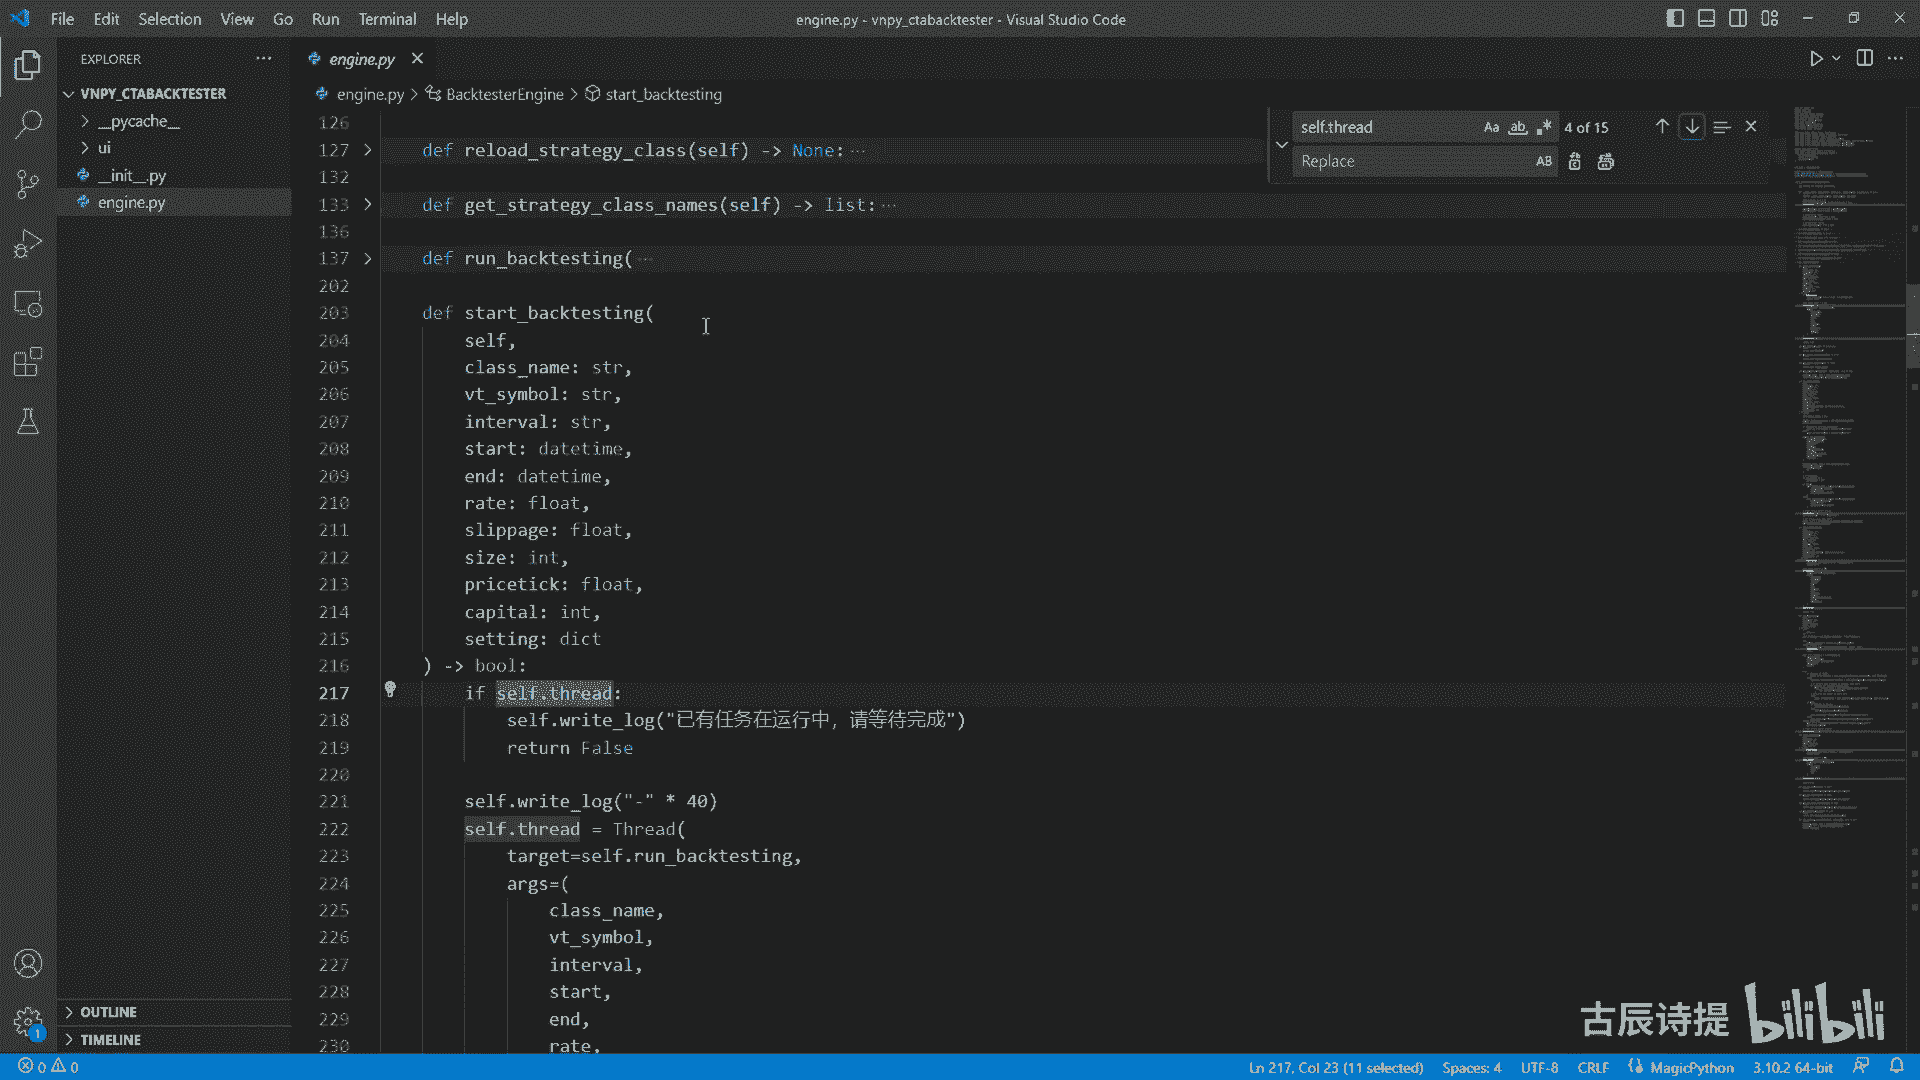 File Edit Selection View Go Run Terminal Help
engine.py - vnpy_ctabacktester - Visual Studio Code
EXPLORER
VNPY_CTABACKTESTER
__pycache__
ui
__init__.py
engine.py
OUTLINE
TIMELINE
engine.py
engine.py > BacktesterEngine > start_backtesting
self.thread
Aa ab .* 4 of 15
Replace
AB
126
127 def reload_strategy_class(self) -> None: ···
132
133 def get_strategy_class_names(self) -> list: ···
136
137 def run_backtesting( ···
202
203 def start_backtesting(
204 self,
205 class_name: str,
206 vt_symbol: str,
207 interval: str,
208 start: datetime,
209 end: datetime,
210 rate: float,
211 slippage: float,
212 size: int,
213 pricetick: float,
214 capital: int,
215 setting: dict
216 ) -> bool:
217 if self.thread:
218 self.write_log("已有任务在运行中，请等待完成")
219 return False
220
221 self.write_log("-" * 40)
222 self.thread = Thread(
223 target=self.run_backtesting,
224 args=(
225 class_name,
226 vt_symbol,
227 interval,
228 start,
229 end,
230 rate,
古辰诗提 bilibili
1
0 0
Ln 217, Col 23 (11 selected) Spaces: 4 UTF-8 CRLF MagicPython 3.10.2 64-bit